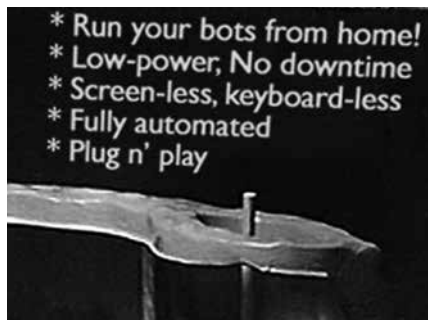 * Run your bots from home!
* Low-power, No downtime
* Screen-less, keyboard-less
* Fully automated
* Plug n' play